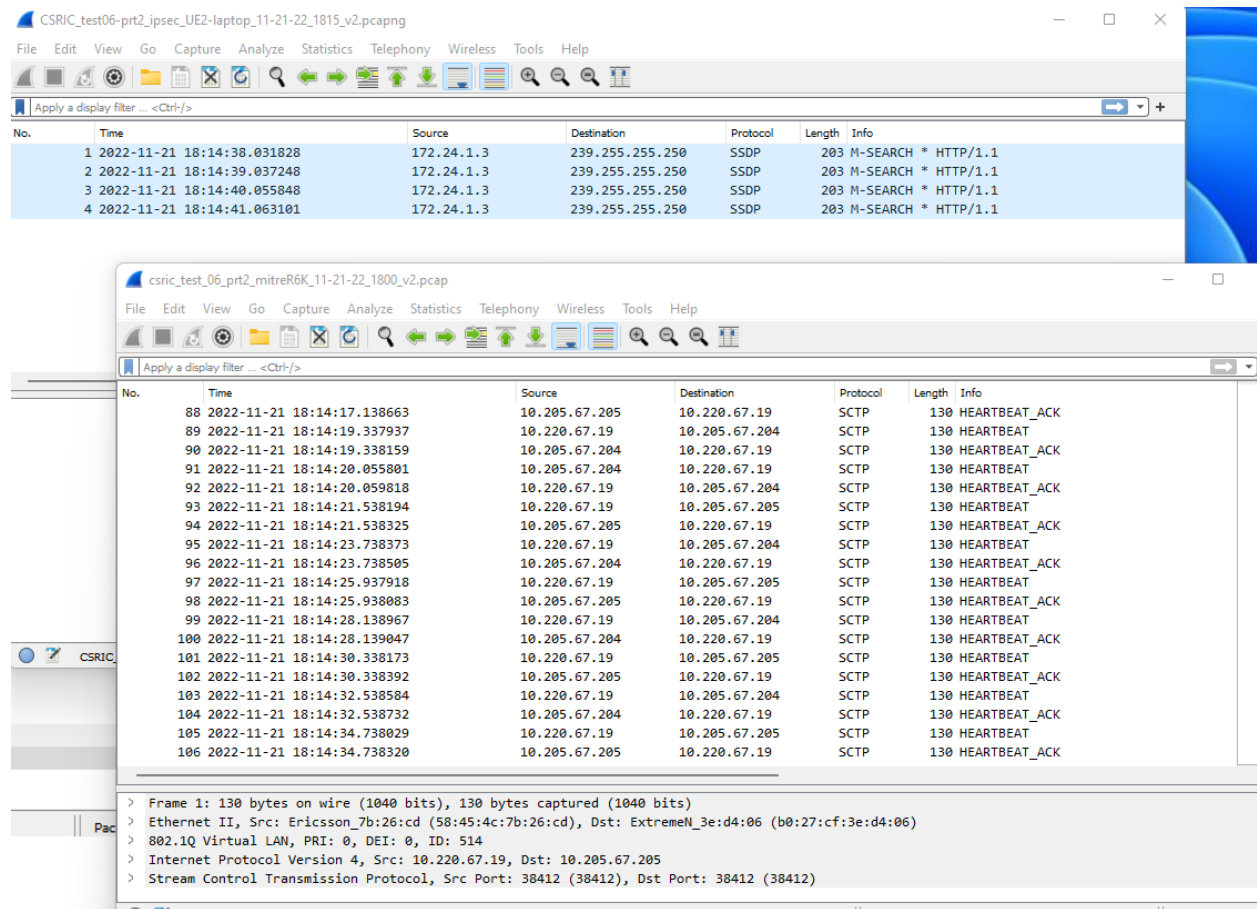 CSRIC_test06-prt2_ipsec_UE2-laptop_11-21-22_1815_v2.pcapng
File Edit View Go Capture Analyze Statistics Telephony Wireless Tools Help
Apply a display filter ... <Ctrl-/>
No. Time Source Destination Protocol Length Info
1 2022-11-21 18:14:38.031828 172.24.1.3 239.255.255.250 SSDP 203 M-SEARCH * HTTP/1.1
2 2022-11-21 18:14:39.037248 172.24.1.3 239.255.255.250 SSDP 203 M-SEARCH * HTTP/1.1
3 2022-11-21 18:14:40.055848 172.24.1.3 239.255.255.250 SSDP 203 M-SEARCH * HTTP/1.1
4 2022-11-21 18:14:41.063101 172.24.1.3 239.255.255.250 SSDP 203 M-SEARCH * HTTP/1.1
csric_test_06_prt2_mitreR6K_11-21-22_1800_v2.pcap
File Edit View Go Capture Analyze Statistics Telephony Wireless Tools Help
Apply a display filter ... <Ctrl-/>
No. Time Source Destination Protocol Length Info
88 2022-11-21 18:14:17.138663 10.205.67.205 10.220.67.19 SCTP 130 HEARTBEAT_ACK
89 2022-11-21 18:14:19.337937 10.220.67.19 10.205.67.204 SCTP 130 HEARTBEAT
90 2022-11-21 18:14:19.338159 10.205.67.204 10.220.67.19 SCTP 130 HEARTBEAT_ACK
91 2022-11-21 18:14:20.055801 10.205.67.204 10.220.67.19 SCTP 130 HEARTBEAT
92 2022-11-21 18:14:20.059818 10.220.67.19 10.205.67.204 SCTP 130 HEARTBEAT_ACK
93 2022-11-21 18:14:21.538194 10.220.67.19 10.205.67.205 SCTP 130 HEARTBEAT
94 2022-11-21 18:14:21.538325 10.205.67.205 10.220.67.19 SCTP 130 HEARTBEAT_ACK
95 2022-11-21 18:14:23.738373 10.220.67.19 10.205.67.204 SCTP 130 HEARTBEAT
96 2022-11-21 18:14:23.738505 10.205.67.204 10.220.67.19 SCTP 130 HEARTBEAT_ACK
97 2022-11-21 18:14:25.937918 10.220.67.19 10.205.67.205 SCTP 130 HEARTBEAT
98 2022-11-21 18:14:25.938083 10.205.67.205 10.220.67.19 SCTP 130 HEARTBEAT_ACK
99 2022-11-21 18:14:28.138967 10.220.67.19 10.205.67.204 SCTP 130 HEARTBEAT
100 2022-11-21 18:14:28.139047 10.205.67.204 10.220.67.19 SCTP 130 HEARTBEAT_ACK
101 2022-11-21 18:14:30.338173 10.220.67.19 10.205.67.205 SCTP 130 HEARTBEAT
102 2022-11-21 18:14:30.338392 10.205.67.205 10.220.67.19 SCTP 130 HEARTBEAT_ACK
103 2022-11-21 18:14:32.538584 10.220.67.19 10.205.67.204 SCTP 130 HEARTBEAT
104 2022-11-21 18:14:32.538732 10.205.67.204 10.220.67.19 SCTP 130 HEARTBEAT_ACK
105 2022-11-21 18:14:34.738029 10.220.67.19 10.205.67.205 SCTP 130 HEARTBEAT
106 2022-11-21 18:14:34.738320 10.205.67.205 10.220.67.19 SCTP 130 HEARTBEAT_ACK
CSRIC_
Frame 1: 130 bytes on wire (1040 bits), 130 bytes captured (1040 bits)
Ethernet II, Src: Ericsson_7b:26:cd (58:45:4c:7b:26:cd), Dst: ExtremeN_3e:d4:06 (b0:27:cf:3e:d4:06)
802.1Q Virtual LAN, PRI: 0, DEI: 0, ID: 514
Internet Protocol Version 4, Src: 10.220.67.19, Dst: 10.205.67.205
Stream Control Transmission Protocol, Src Port: 38412 (38412), Dst Port: 38412 (38412)
Pac